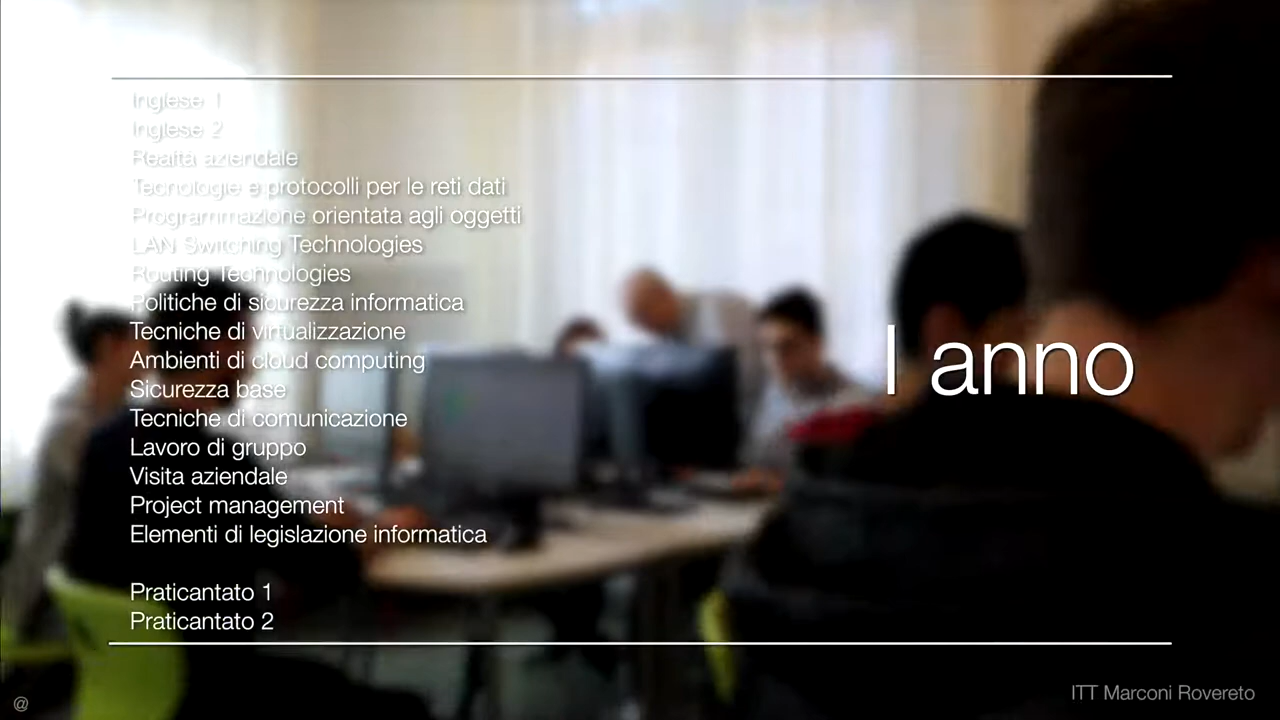 Inglese 1
Inglese 2
Realtà aziendale
Tecnologie e protocolli per le reti dati
Programmazione orientata agli oggetti
LAN Switching Technologies
Routing Technologies
Politiche di sicurezza informatica
Tecniche di virtualizzazione
Ambienti di cloud computing
Sicurezza base
Tecniche di comunicazione
Lavoro di gruppo
Visita aziendale
Project management
Elementi di legislazione informatica
Praticantato 1
Praticantato 2
I anno
@
ITT Marconi Rovereto